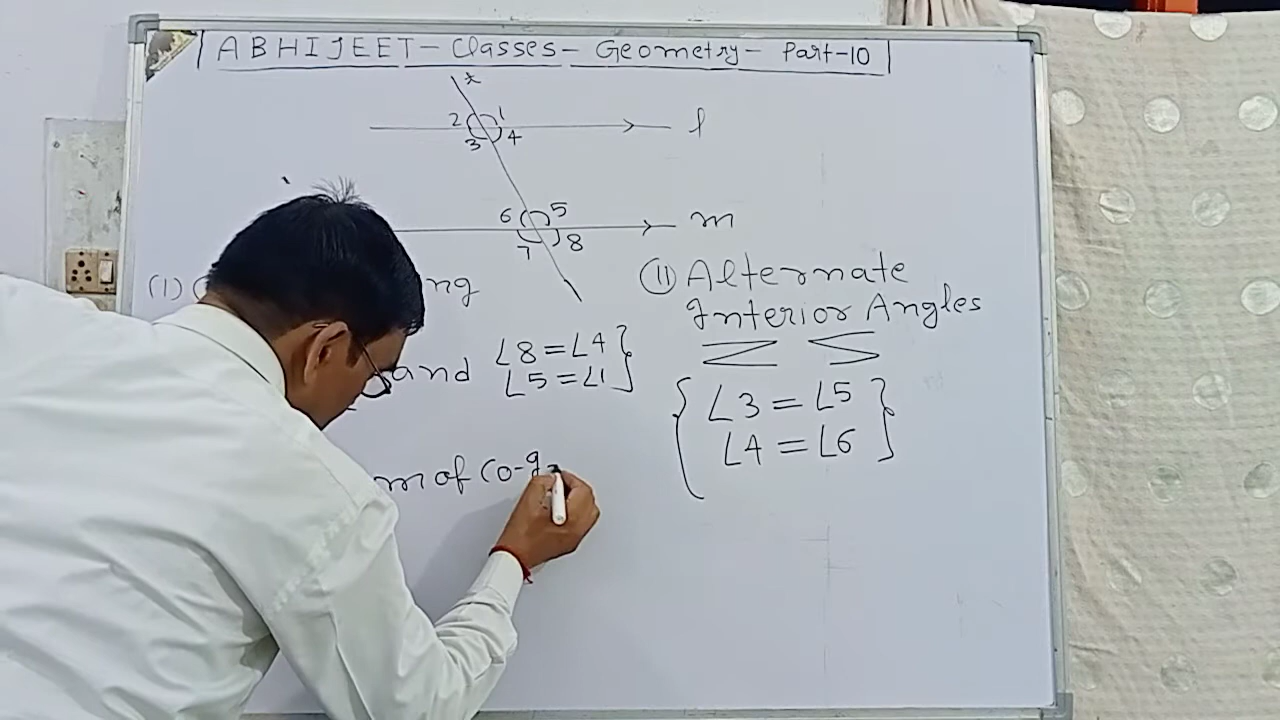 ABHIJEET - Classes - Geometry - Part-10
t
2 1
3 4
l
6 5
7 8
m
(1)
(11) Alternate
Interior Angles
and
∠8 = ∠4
∠5 = ∠1
∠3 = ∠5
∠4 = ∠6
of Co-